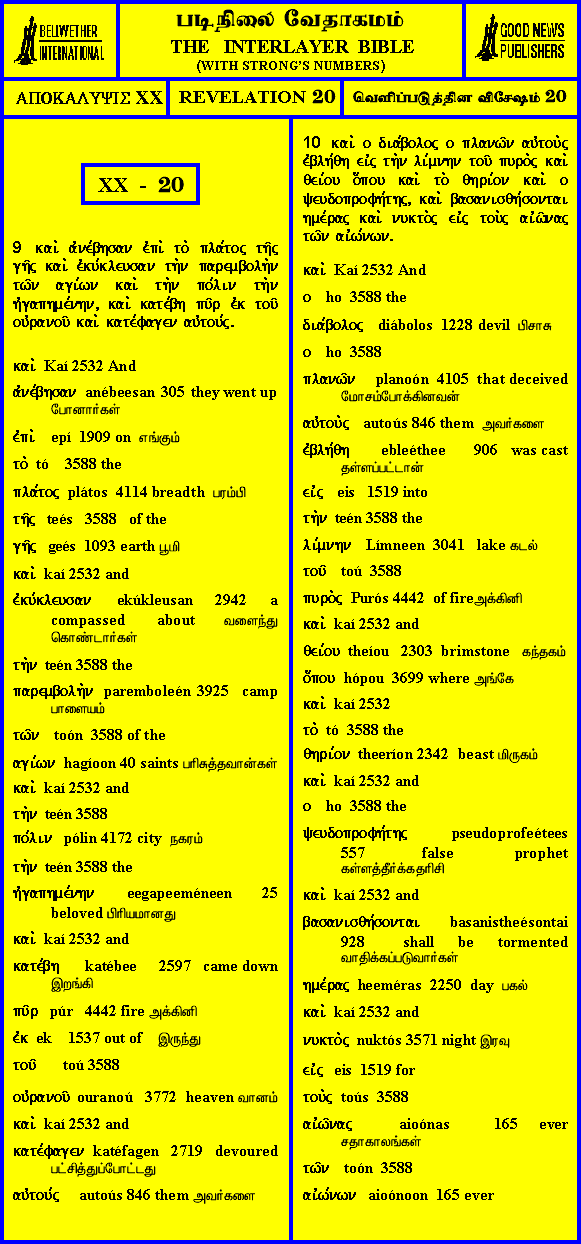 BELLWETHER
INTERNATIONAL
படிநிலை வேதாகமம்
THE INTERLAYER BIBLE
(WITH STRONG'S NUMBERS)
GOOD NEWS
PUBLISHERS
ΑΠΟΚΑΛΥΨΙΣ XX
REVELATION 20
வெளிப்படுத்தின விசேஷம் 20
XX - 20
9 καὶ ἀνέβησαν ἐπὶ τὸ πλάτος τῆς
γῆς καὶ ἐκύκλευσαν τὴν παρεμβολὴν
τῶν αγίων καὶ τὴν πόλιν τὴν
ἠγαπημένην, καὶ κατέβη πῦρ ἐκ τοῦ
οὐρανοῦ καὶ κατέφαγεν αὐτούς.
καὶ Kaí 2532 And
ἀνέβησαν anébeesan 305 they went up
போனார்கள்
ἐπὶ epí 1909 on எங்கும்
τὸ tó 3588 the
πλάτος plátos 4114 breadth பரம்பி
τῆς teés 3588 of the
γῆς geés 1093 earth பூமி
καὶ kaí 2532 and
ἐκύκλευσαν ekúkleusan 2942 a
compassed about வளைந்து
கொண்டார்கள்
τὴν teén 3588 the
παρεμβολὴν paremboleén 3925 camp
பாளையம்
τῶν toón 3588 of the
αγίων hagíoon 40 saints பரிசுத்தவான்கள்
καὶ kaí 2532 and
τὴν teén 3588
πόλιν pólin 4172 city நகரம்
τὴν teén 3588 the
ἠγαπημένην eegapeeméneen 25
beloved பிரியமானது
καὶ kaí 2532 and
κατέβη katébee 2597 came down
இறங்கி
πῦρ púr 4442 fire அக்கினி
ἐκ ek 1537 out of இருந்து
τοῦ toú 3588
οὐρανοῦ ouranoú 3772 heaven வானம்
καὶ kaí 2532 and
κατέφαγεν katéfagen 2719 devoured
பட்சித்துப்போட்டது
αὐτούς autoús 846 them அவர்களை
10 καὶ ο διάβολος ο πλανῶν αὐτοὺς
ἐβλήθη εἰς τὴν λίμνην τοῦ πυρὸς καὶ
θείου ὅπου καὶ τὸ θηρίον καὶ ο
ψευδοπροφήτης, καὶ βασανισθήσονται
ημέρας καὶ νυκτὸς εἰς τοὺς αἰῶνας
τῶν αἰώνων.
καὶ Kaí 2532 And
ο ho 3588 the
διάβολος diábolos 1228 devil பிசாசு
ο ho 3588
πλανῶν planoón 4105 that deceived
மோசம்போக்கினவன்
αὐτοὺς autoús 846 them அவர்களை
ἐβλήθη ebleéthee 906 was cast
தள்ளப்பட்டான்
εἰς eis 1519 into
τὴν teén 3588 the
λίμνην Límneen 3041 lake கடல்
τοῦ toú 3588
πυρὸς Purós 4442 of fire அக்கினி
καὶ kaí 2532 and
θείου theíou 2303 brimstone கந்தகம்
ὅπου hópou 3699 where அங்கே
καὶ kaí 2532
τὸ tó 3588 the
θηρίον theeríon 2342 beast மிருகம்
καὶ kaí 2532 and
ο ho 3588 the
ψευδοπροφήτης pseudoprofeétees
557 false prophet
கள்ளத்தீர்க்கதரிசி
καὶ kaí 2532 and
βασανισθήσονται basanistheésontai
928 shall be tormented
வாதிக்கப்படுவார்கள்
ημέρας heeméras 2250 day பகல்
καὶ kaí 2532 and
νυκτὸς nuktós 3571 night இரவு
εἰς eis 1519 for
τοὺς toús 3588
αἰῶνας aioónas 165 ever
சதாகாலங்கள்
τῶν toón 3588
αἰώνων aioónoon 165 ever